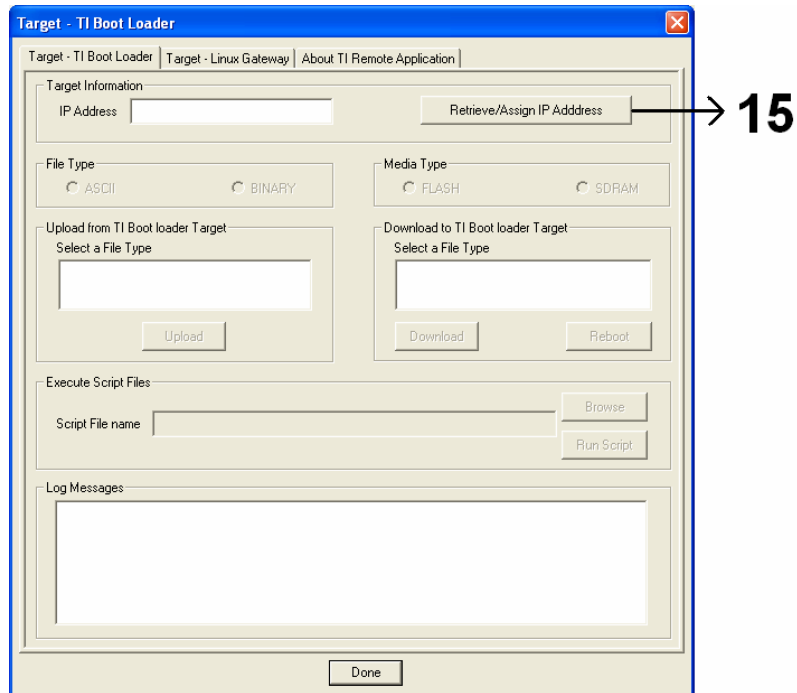 Target - TI Boot Loader
Target - TI Boot Loader Target - Linux Gateway About TI Remote Application
Target Information
IP Address Retrieve/Assign IP Adddress 15
File Type Media Type
ASCII BINARY FLASH SDRAM
Upload from TI Boot loader Target Download to TI Boot loader Target
Select a File Type Select a File Type
Upload Download Reboot
Execute Script Files
Browse
Script File name
Run Script
Log Messages
Done